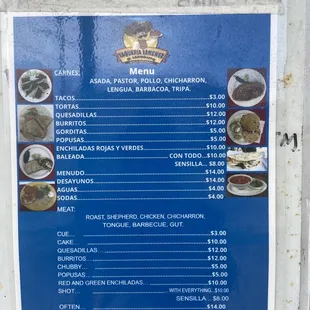 TAQUERIA JIMENEZ
Menu
CARNES:
ASADA, PASTOR, POLLO, CHICHARRON,
LENGUA, BARBACOA, TRIPA.
TACOS $3.00
TORTAS $10.00
QUESADILLAS $12.00
BURRITOS $12.00
GORDITAS $5.00
POPUSAS $5.00
ENCHILADAS ROJAS Y VERDES $10.00
BALEADA CON TODO..$10.00
SENSILLA... $8.00
MENUDO $14.00
DESAYUNOS $14.00
AGUAS $4.00
SODAS $4.00
MEAT:
ROAST, SHEPHERD, CHICKEN, CHICHARRON,
TONGUE, BARBECUE, GUT.
CUE... $3.00
CAKE $10.00
QUESADILLAS $12.00
BURRITOS $12.00
CHUBBY $5.00
POPUSAS $5.00
RED AND GREEN ENCHILADAS $10.00
SHOT... WITH EVERYTHING..$10.00
SENSILLA... $8.00
OFTEN $14.00